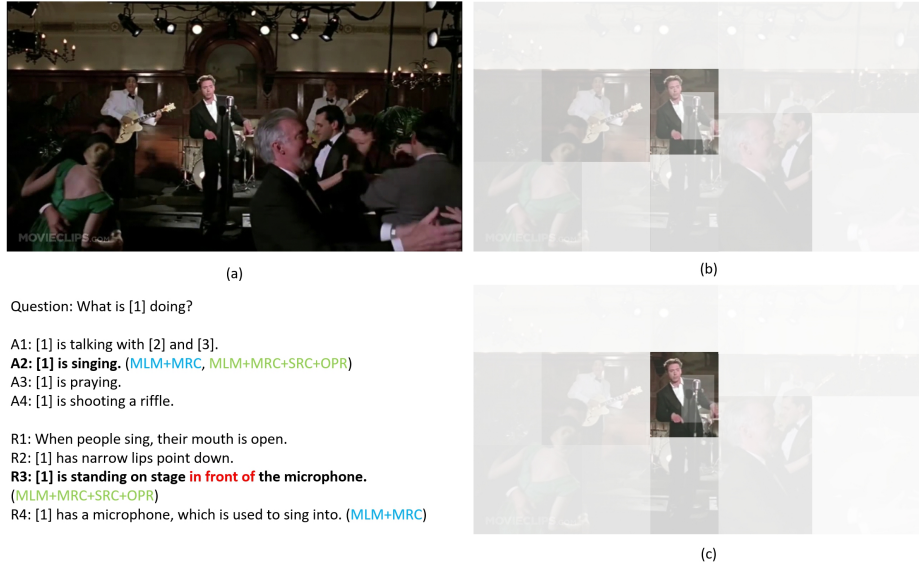 MOVIECLIPS.COM
(a)
(b)
Question: What is [1] doing?
A1: [1] is talking with [2] and [3].
A2: [1] is singing. (MLM+MRC, MLM+MRC+SRC+OPR)
A3: [1] is praying.
A4: [1] is shooting a riffle.
R1: When people sing, their mouth is open.
R2: [1] has narrow lips point down.
R3: [1] is standing on stage in front of the microphone.
(MLM+MRC+SRC+OPR)
R4: [1] has a microphone, which is used to sing into. (MLM+MRC)
MOVIECLIPS
(c)